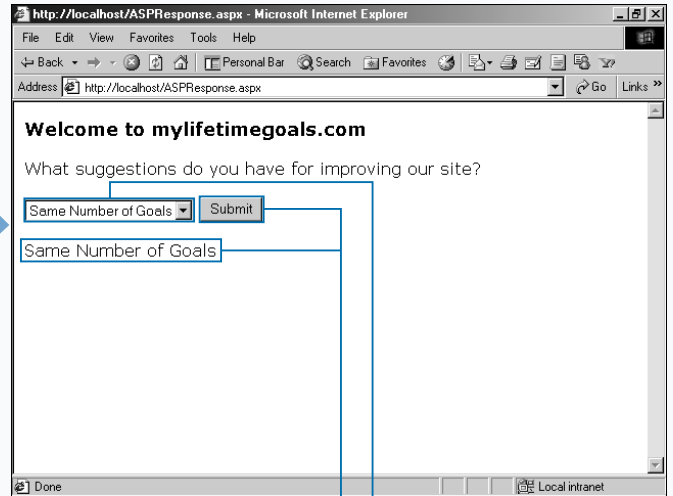 http://localhost/ASPResponse.aspx - Microsoft Internet Explorer
File Edit View Favorites Tools Help
Back Personal Bar Search Favorites
Address http://localhost/ASPResponse.aspx Go Links »
Welcome to mylifetimegoals.com
What suggestions do you have for improving our site?
Same Number of Goals Submit
Same Number of Goals
Done Local intranet